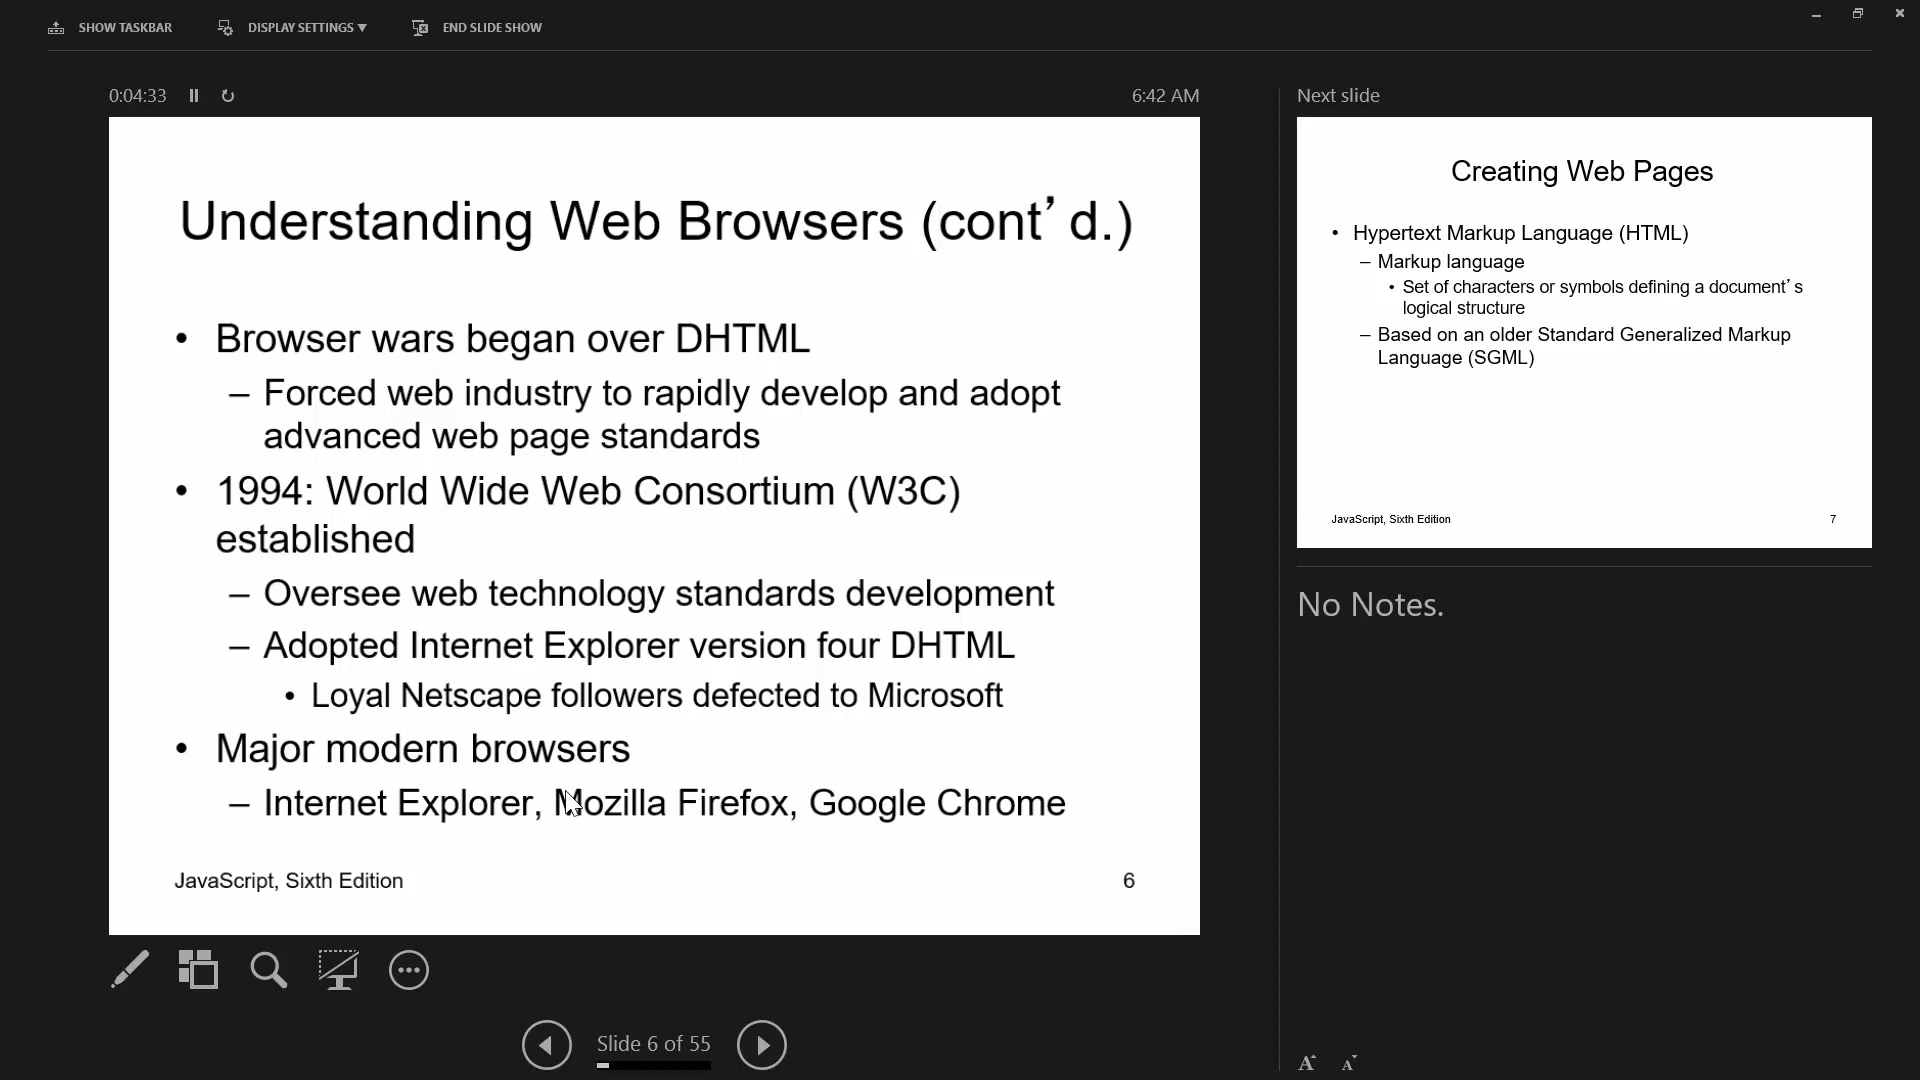 SHOW TASKBAR
DISPLAY SETTINGS ▼
END SLIDE SHOW
0:04:33
6:42 AM
Understanding Web Browsers (cont’d.)
• Browser wars began over DHTML
– Forced web industry to rapidly develop and adopt
advanced web page standards
• 1994: World Wide Web Consortium (W3C)
established
– Oversee web technology standards development
– Adopted Internet Explorer version four DHTML
• Loyal Netscape followers defected to Microsoft
• Major modern browsers
– Internet Explorer, Mozilla Firefox, Google Chrome
JavaScript, Sixth Edition
6
Slide 6 of 55
Next slide
Creating Web Pages
• Hypertext Markup Language (HTML)
– Markup language
• Set of characters or symbols defining a document’s
logical structure
– Based on an older Standard Generalized Markup
Language (SGML)
JavaScript, Sixth Edition
7
No Notes.
A A